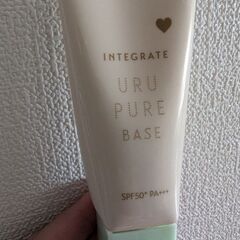 INTEGRATE
URU
PURE
BASE
SPF50+ PA+++